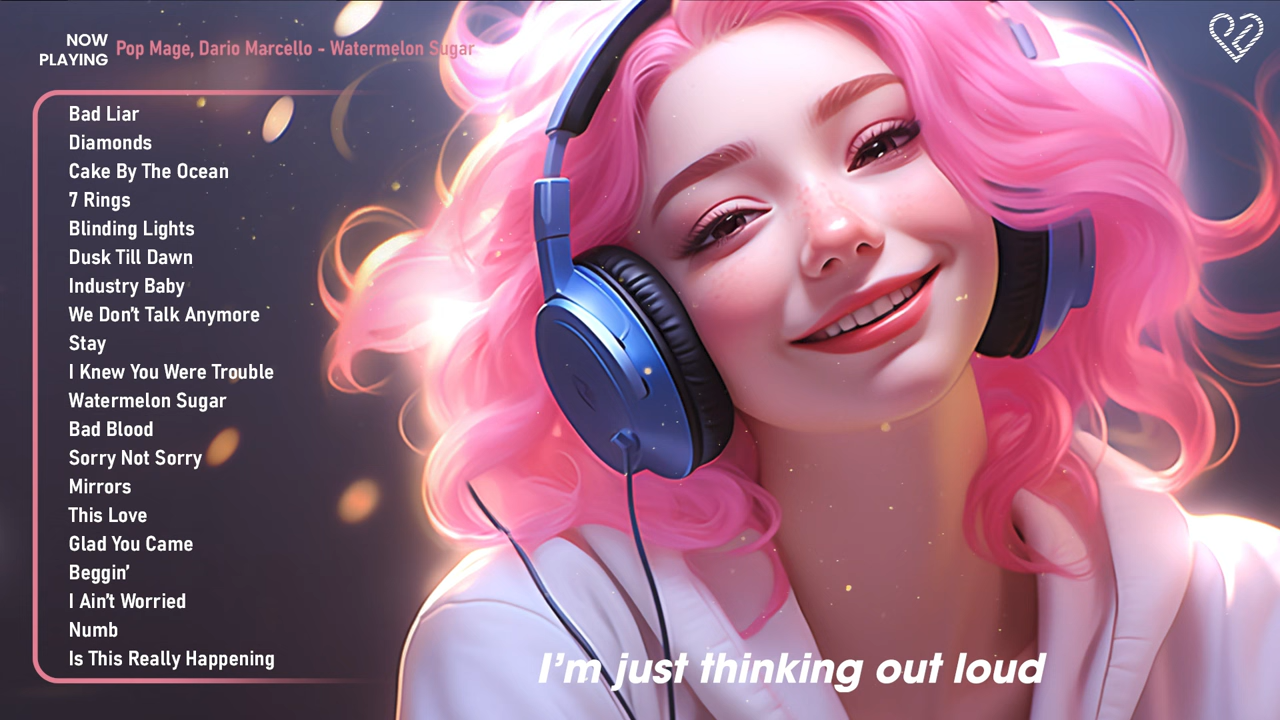 NOW
PLAYING
Pop Mage, Dario Marcello - Watermelon Sugar
Bad Liar
Diamonds
Cake By The Ocean
7 Rings
Blinding Lights
Dusk Till Dawn
Industry Baby
We Don't Talk Anymore
Stay
I Knew You Were Trouble
Watermelon Sugar
Bad Blood
Sorry Not Sorry
Mirrors
This Love
Glad You Came
Beggin'
I Ain't Worried
Numb
Is This Really Happening
I'm just thinking out loud